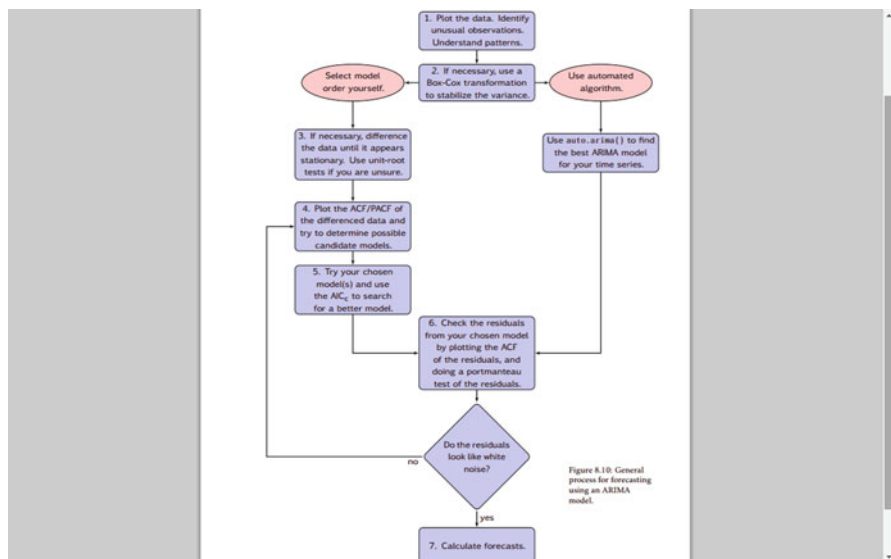 1. Plot the data. Identify
unusual observations.
Understand patterns.
Select model
order yourself.
2. If necessary, use a
Box-Cox transformation
to stabilize the variance.
Use automated
algorithm.
3. If necessary, difference
the data until it appears
stationary. Use unit-root
tests if you are unsure.
Use auto.arima() to find
the best ARIMA model
for your time series.
4. Plot the ACF/PACF of
the differenced data and
try to determine possible
candidate models.
5. Try your chosen
model(s) and use
the AICc to search
for a better model.
6. Check the residuals
from your chosen model
by plotting the ACF
of the residuals, and
doing a portmanteau
test of the residuals.
Do the residuals
look like white
noise?
no
yes
7. Calculate forecasts.
Figure 8.10: General
process for forecasting
using an ARIMA
model.